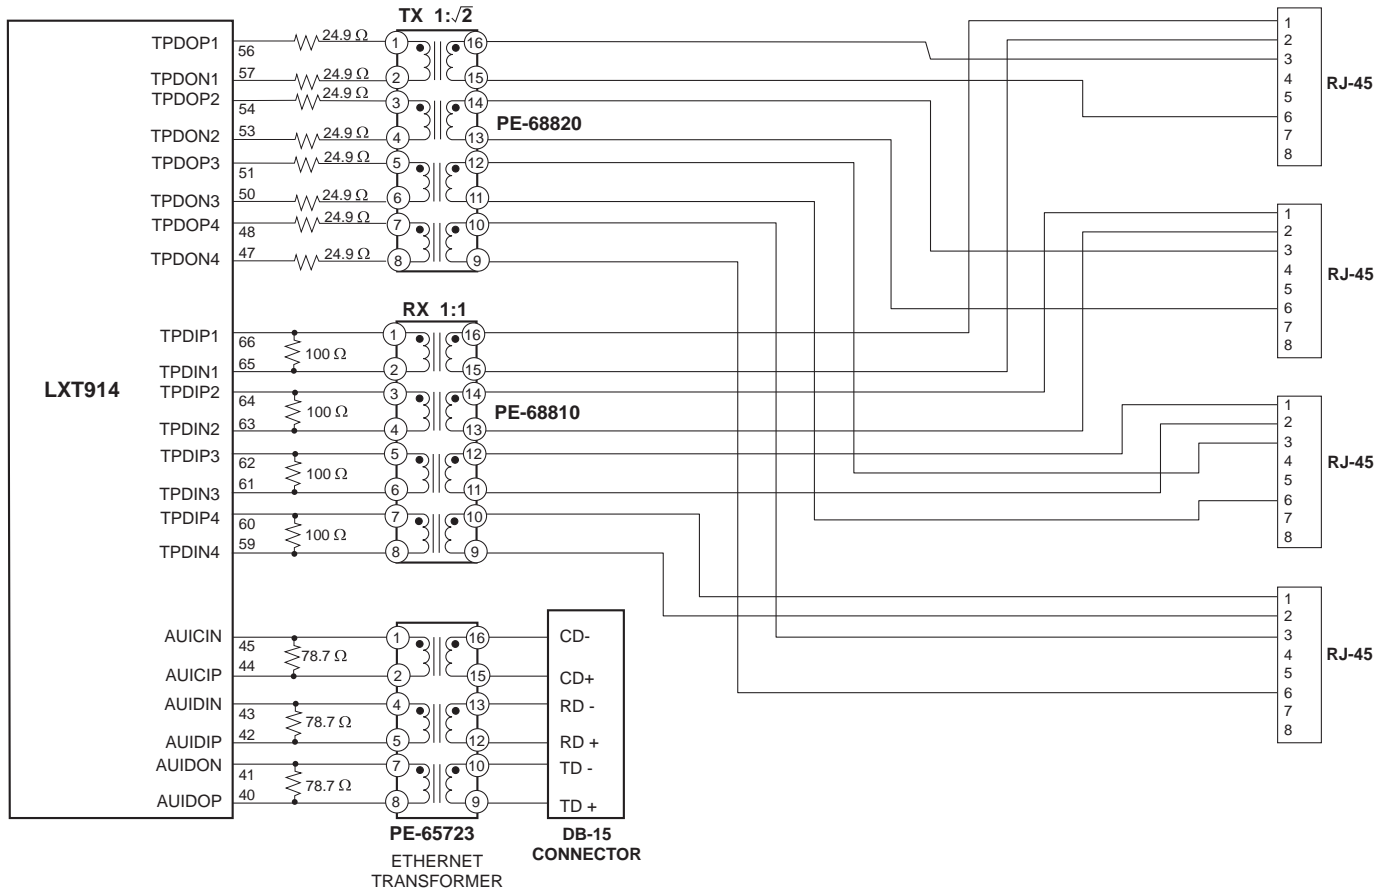 TX 1:√2
TPDOP1 56 24.9 Ω 1 16
TPDON1 57 24.9 Ω 2 15
TPDOP2 54 24.9 Ω 3 14
PE-68820
TPDON2 53 24.9 Ω 4 13
TPDOP3 51 24.9 Ω 5 12
TPDON3 50 24.9 Ω 6 11
TPDOP4 48 24.9 Ω 7 10
TPDON4 47 24.9 Ω 8 9
RX 1:1
TPDIP1 66 1 16
100 Ω
TPDIN1 65 2 15
LXT914
TPDIP2 64 3 14
100 Ω
PE-68810
TPDIN2 63 4 13
TPDIP3 62 5 12
100 Ω
TPDIN3 61 6 11
TPDIP4 60 7 10
100 Ω
TPDIN4 59 8 9
AUICIN 45 1 16 CD-
78.7 Ω
AUICIP 44 2 15 CD+
AUIDIN 43 4 13 RD -
78.7 Ω
AUIDIP 42 5 12 RD +
AUIDON 41 7 10 TD -
78.7 Ω
AUIDOP 40 8 9 TD +
PE-65723
ETHERNET
TRANSFORMER
DB-15
CONNECTOR
1
2
3
4
5
6
7
8
RJ-45
1
2
3
4
5
6
7
8
RJ-45
1
2
3
4
5
6
7
8
RJ-45
1
2
3
4
5
6
7
8
RJ-45